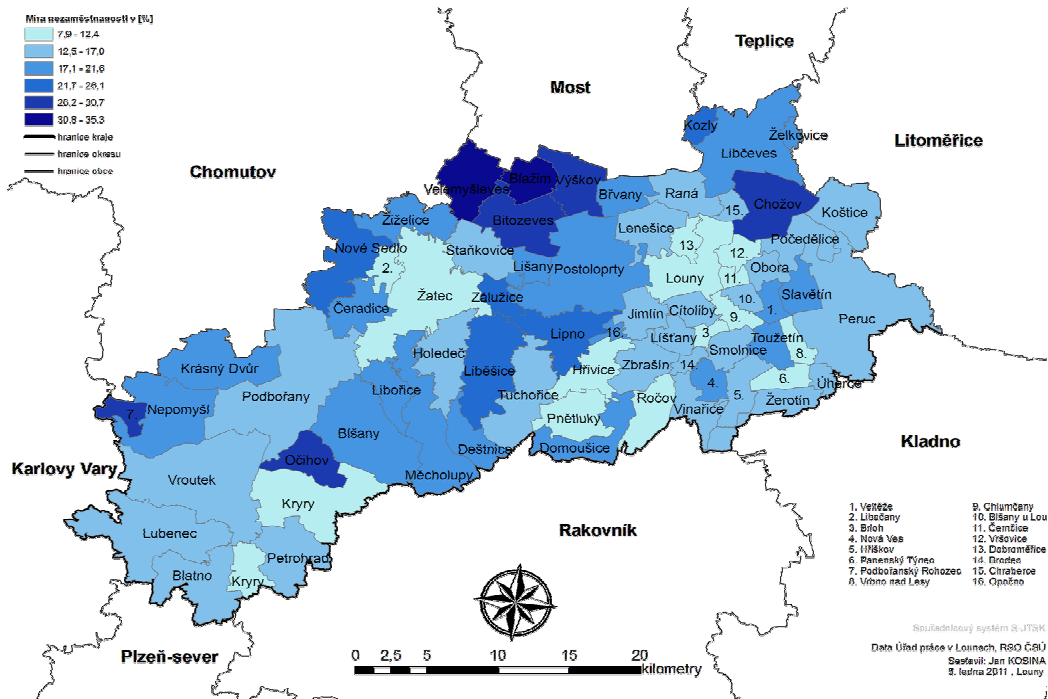 Míra nezaměstnanosti v [%]
7,9 - 12,4
12,5 - 17,0
17,1 - 21,6
21,7 - 26,1
26,2 - 30,7
30,8 - 35,3
hranice kraje
hranice okresu
hranice obce
Teplice
Most
Chomutov
Litoměřice
Karlovy Vary
Kladno
Rakovník
Plzeň-sever
Kozly
Želkovice
Libčeves
Velemyšleves
Blažim
Výškov
Břvany
Raná
15.
Chožov
Koštice
Žiželice
Bitozeves
Lenešice
13.
Počedělice
Nové Sedlo
2.
Staňkovice
12.
Lišany
Postoloprty
Louny
11.
Obora
Žatec
Zálužice
10.
Slavětín
Čeradice
Jimlín
Cítoliby
9.
1.
Peruc
Lipno
16.
Líšťany
3.
Toužetín
Holedeč
Smolnice
8.
Krásný Dvůr
Liběšice
Hřivice
Zbrašín
14.
6.
Úherce
Podbořany
Libořice
Tuchořice
Ročov
4.
5.
Žerotín
7.
Nepomyšl
Pnětluky
Vinařice
Blšany
Deštnice
Domoušice
Očihov
Měcholupy
Vroutek
Kryry
Lubenec
Petrohrad
Blatno
Kryry
1. Veltěže
2. Libočany
3. Brloh
4. Nová Ves
5. Hříškov
6. Panenský Týnec
7. Podbořanský Rohozec
8. Vrbno nad Lesy
9. Chlumčany
10. Blšany u Lou
11. Černčice
12. Vršovice
13. Dobroměřice
14. Brodec
15. Chraberce
16. Opočno
Souřadnicový systém S-JTSK
Data Úřad práce v Lounech, RSO ČSÚ
Sestavil: Jan KOSINA
9. ledna 2011 , Louny
0 2,5 5 10 15 20
kilometry